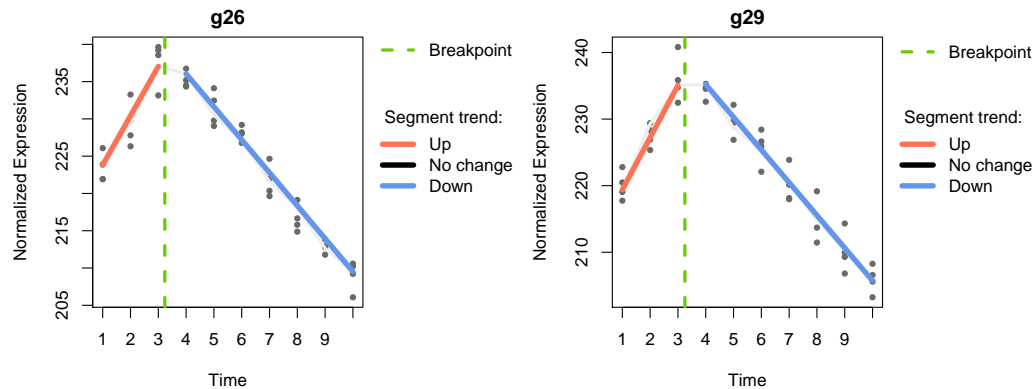 g26
Normalized Expression
235
225
215
205
1 2 3 4 5 6 7 8 9
Time
Breakpoint
Segment trend:
Up
No change
Down
g29
Normalized Expression
240
230
220
210
1 2 3 4 5 6 7 8 9
Time
Breakpoint
Segment trend:
Up
No change
Down